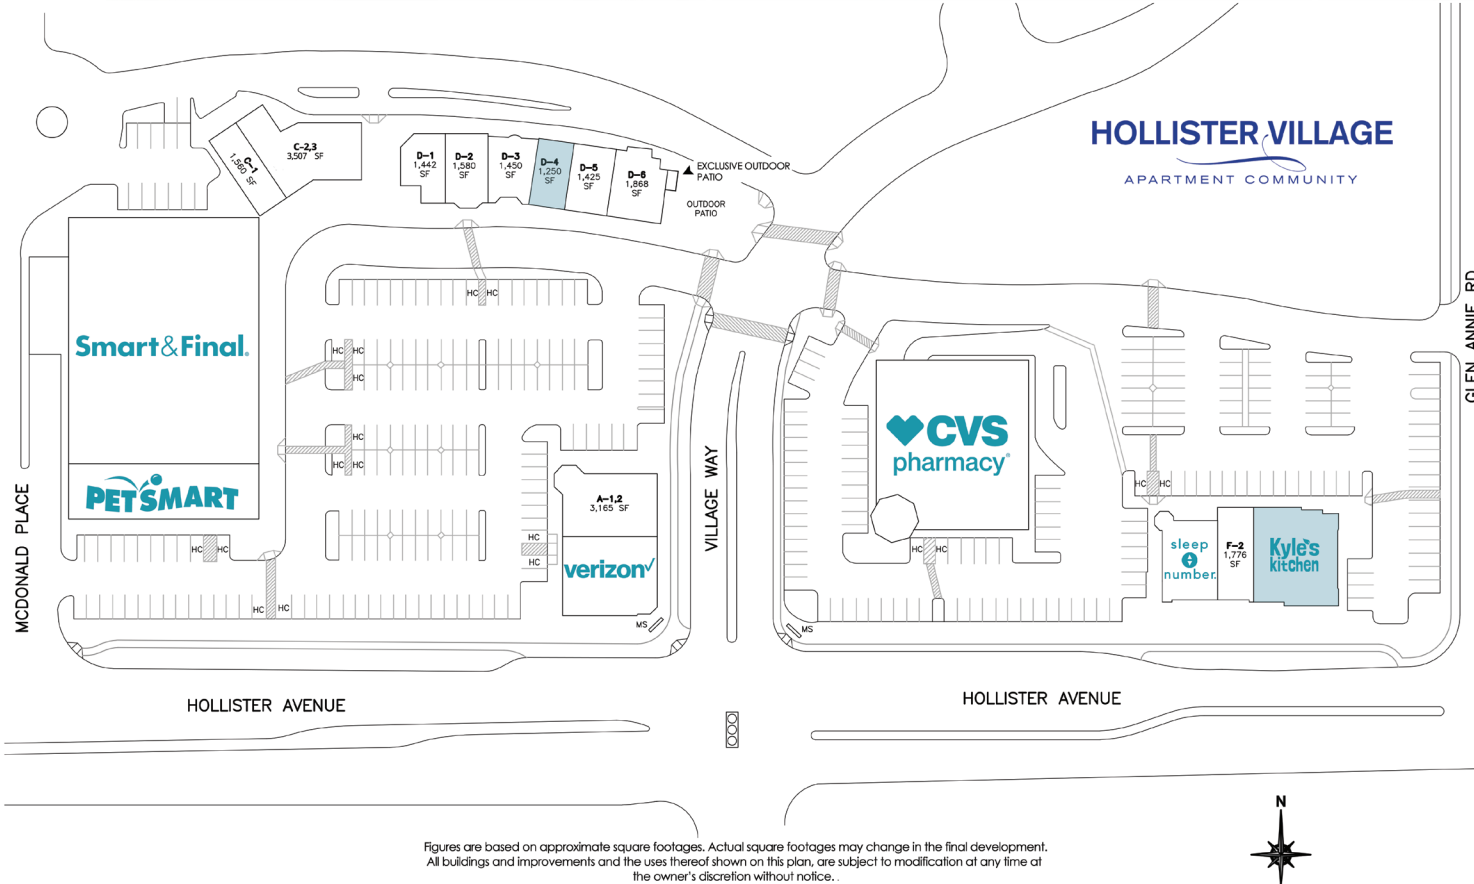 HOLLISTER VILLAGE
APARTMENT COMMUNITY
C-1
1,560 SF
C-2,3
3,507 SF
D-1
1,442
SF
D-2
1,580
SF
D-3
1,450
SF
D-4
1,250
SF
D-5
1,425
SF
D-6
1,868
SF
EXCLUSIVE OUTDOOR
PATIO
OUTDOOR
PATIO
HC HC
Smart&Final.
HC HC
HC
HC
HC HC
PETSMART
HC HC
HC HC
A-1,2
3,165 SF
HC
HC
verizon✓
MS
MCDONALD PLACE
VILLAGE WAY
CVS
pharmacy®
HC HC
MS
HC HC
sleep
number.
F-2
1,776
SF
Kyle's
kitchen
GLEN ANNIE RD
HOLLISTER AVENUE
HOLLISTER AVENUE
N
Figures are based on approximate square footages. Actual square footages may change in the final development.
All buildings and improvements and the uses thereof shown on this plan, are subject to modification at any time at
the owner's discretion without notice. .